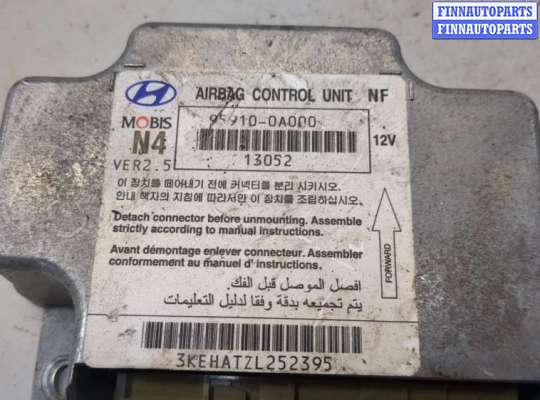 FINNAUTOPARTS
FINNAUTOPARTS
AIRBAG CONTROL UNIT NF
MOBIS
95910-0A000
12V
N4
VER2.5
13052
이 장치를 떼어내기 전에 커넥터를 분리 시키시오.
안내 책자의 지침에 따라서만 이 장치를 조립하십시오.
Detach connector before unmounting. Assemble
strictly according to manual instructions.
Avant démontage enlever connecteur. Assembler
conformement au manuel d' instructions.
افصل الموصل قبل الفك.
يتم تجميعه بدقة وفقا لدليل التعليمات
FORWARD
3KEHATZL252395